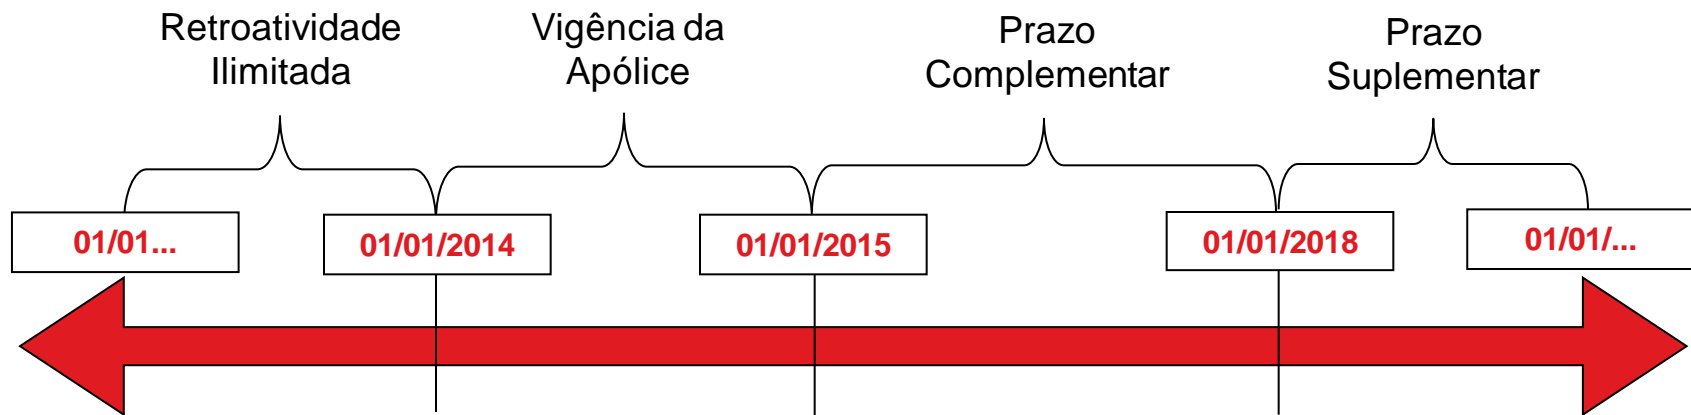 Retroatividade
Ilimitada
Vigência da
Apólice
Prazo
Complementar
Prazo
Suplementar
01/01...
01/01/2014
01/01/2015
01/01/2018
01/01/...